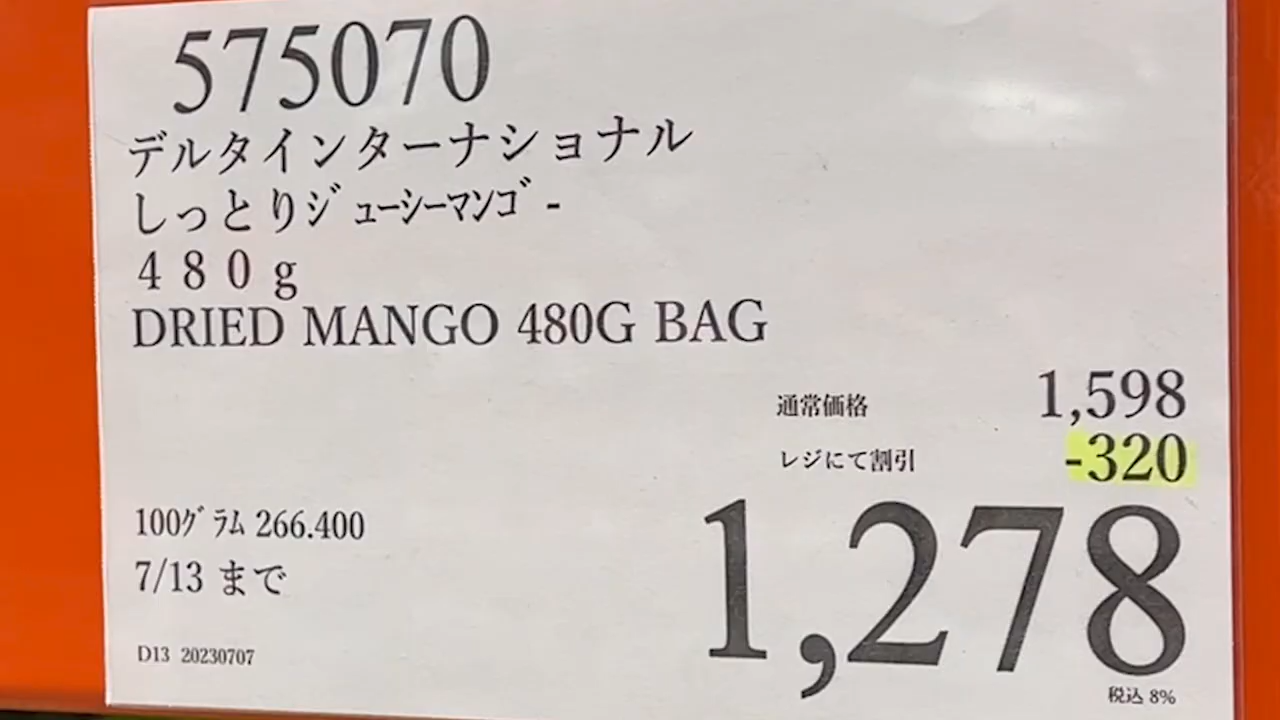 575070
デルタインターナショナル
しっとりｼﾞｭｰｼｰﾏﾝｺﾞ-
４８０ｇ
DRIED MANGO 480G BAG
通常価格 1,598
レジにて割引 -320
1,278
100ｸﾞﾗﾑ 266.400
7/13 まで
D13 20230707
税込 8%